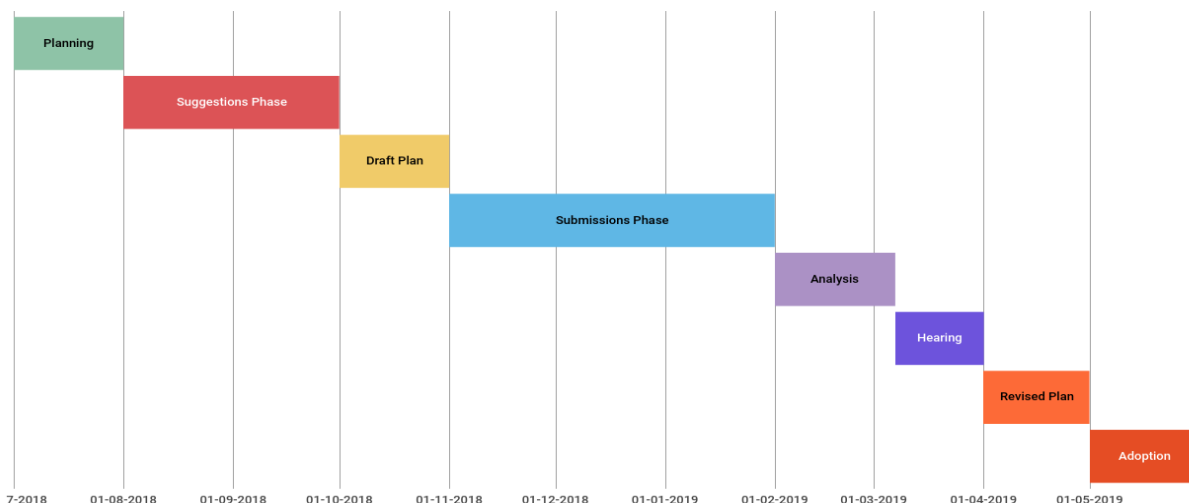 Planning
Suggestions Phase
Draft Plan
Submissions Phase
Analysis
Hearing
Revised Plan
Adoption
7-2018 01-08-2018 01-09-2018 01-10-2018 01-11-2018 01-12-2018 01-01-2019 01-02-2019 01-03-2019 01-04-2019 01-05-2019